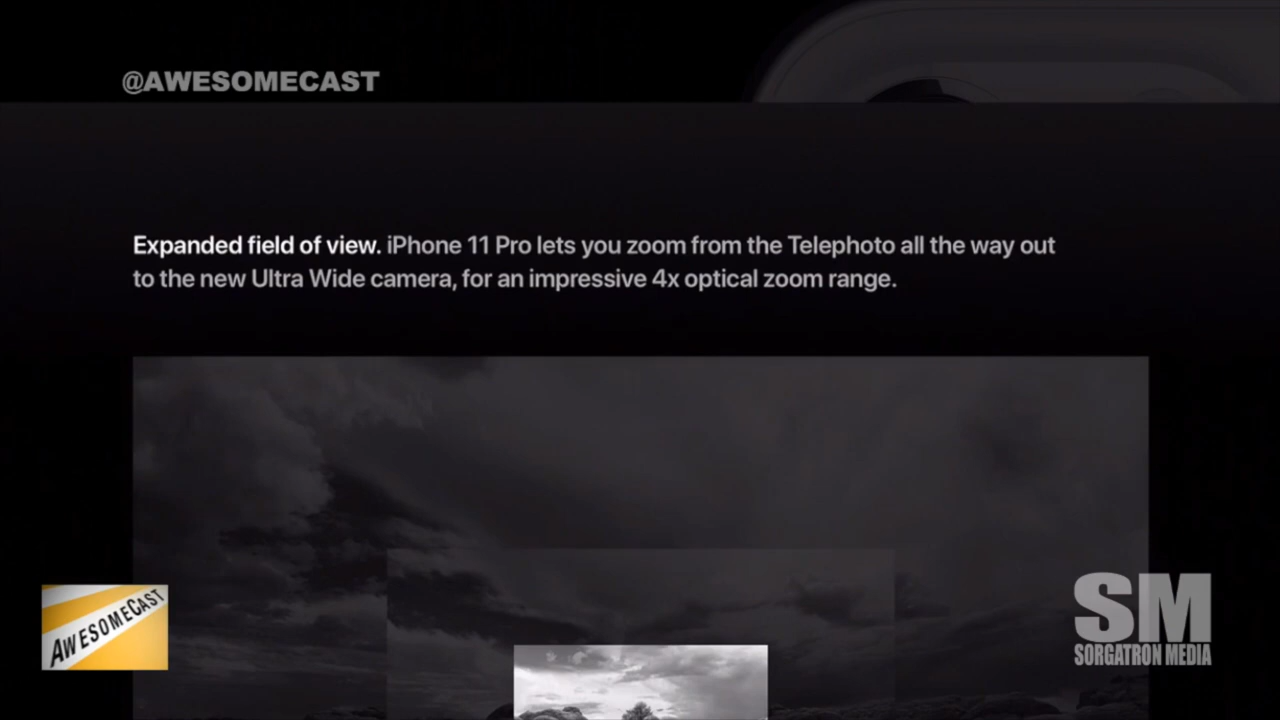 @AWESOMECAST
Expanded field of view. iPhone 11 Pro lets you zoom from the Telephoto all the way out
to the new Ultra Wide camera, for an impressive 4x optical zoom range.
AWESOMECAST
SM
SORGATRON MEDIA